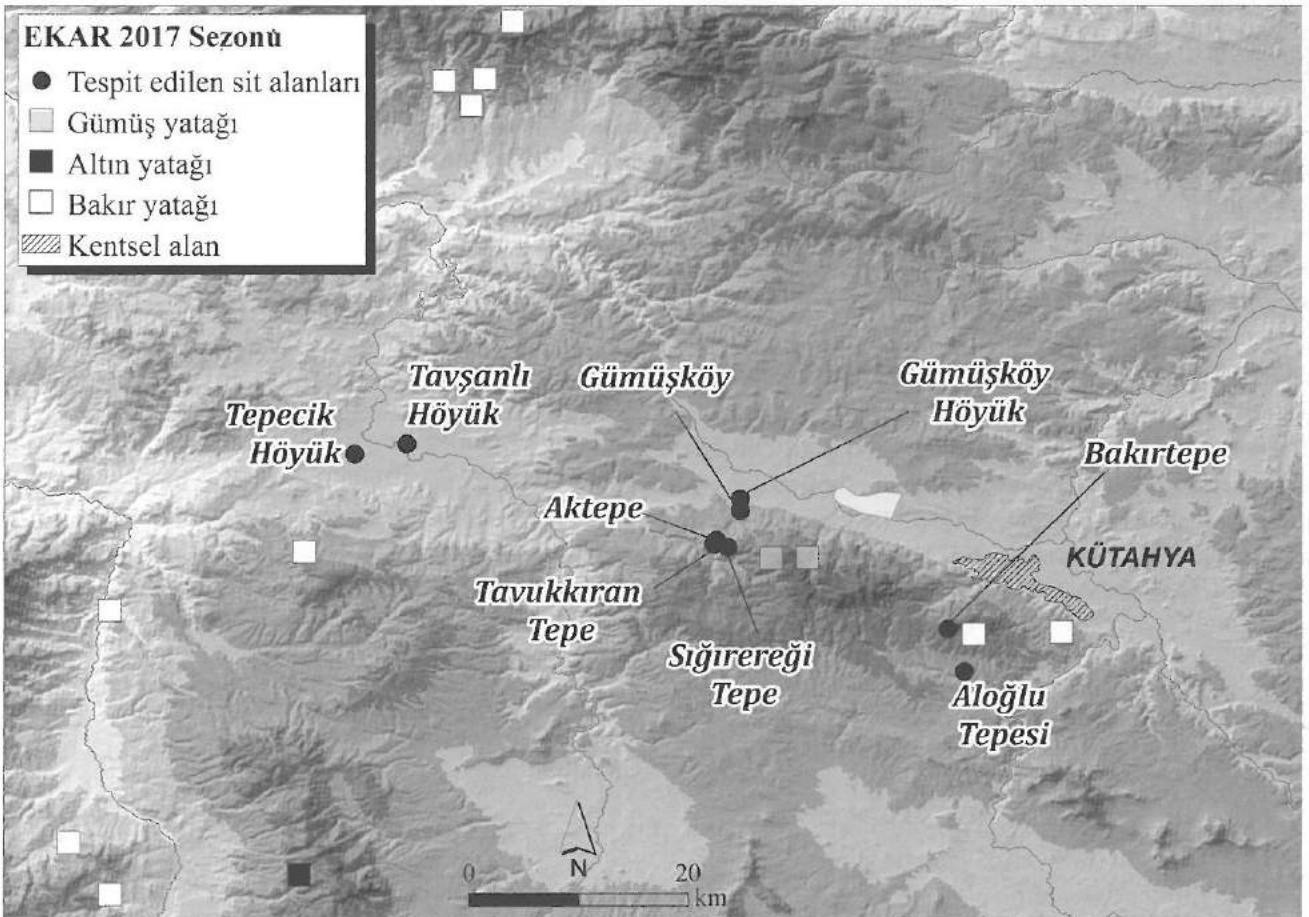 EKAR 2017 Sezonu
Tespit edilen sit alanları
Gümüş yatağı
Altın yatağı
Bakır yatağı
Kentsel alan
Tavşanlı
Höyük
Gümüşköy
Gümüşköy
Höyük
Tepecik
Höyük
Bakırtepe
Aktepe
KÜTAHYA
Tavukkıran
Tepe
Sığırereği
Tepe
Aloğlu
Tepesi
N
0 20
km